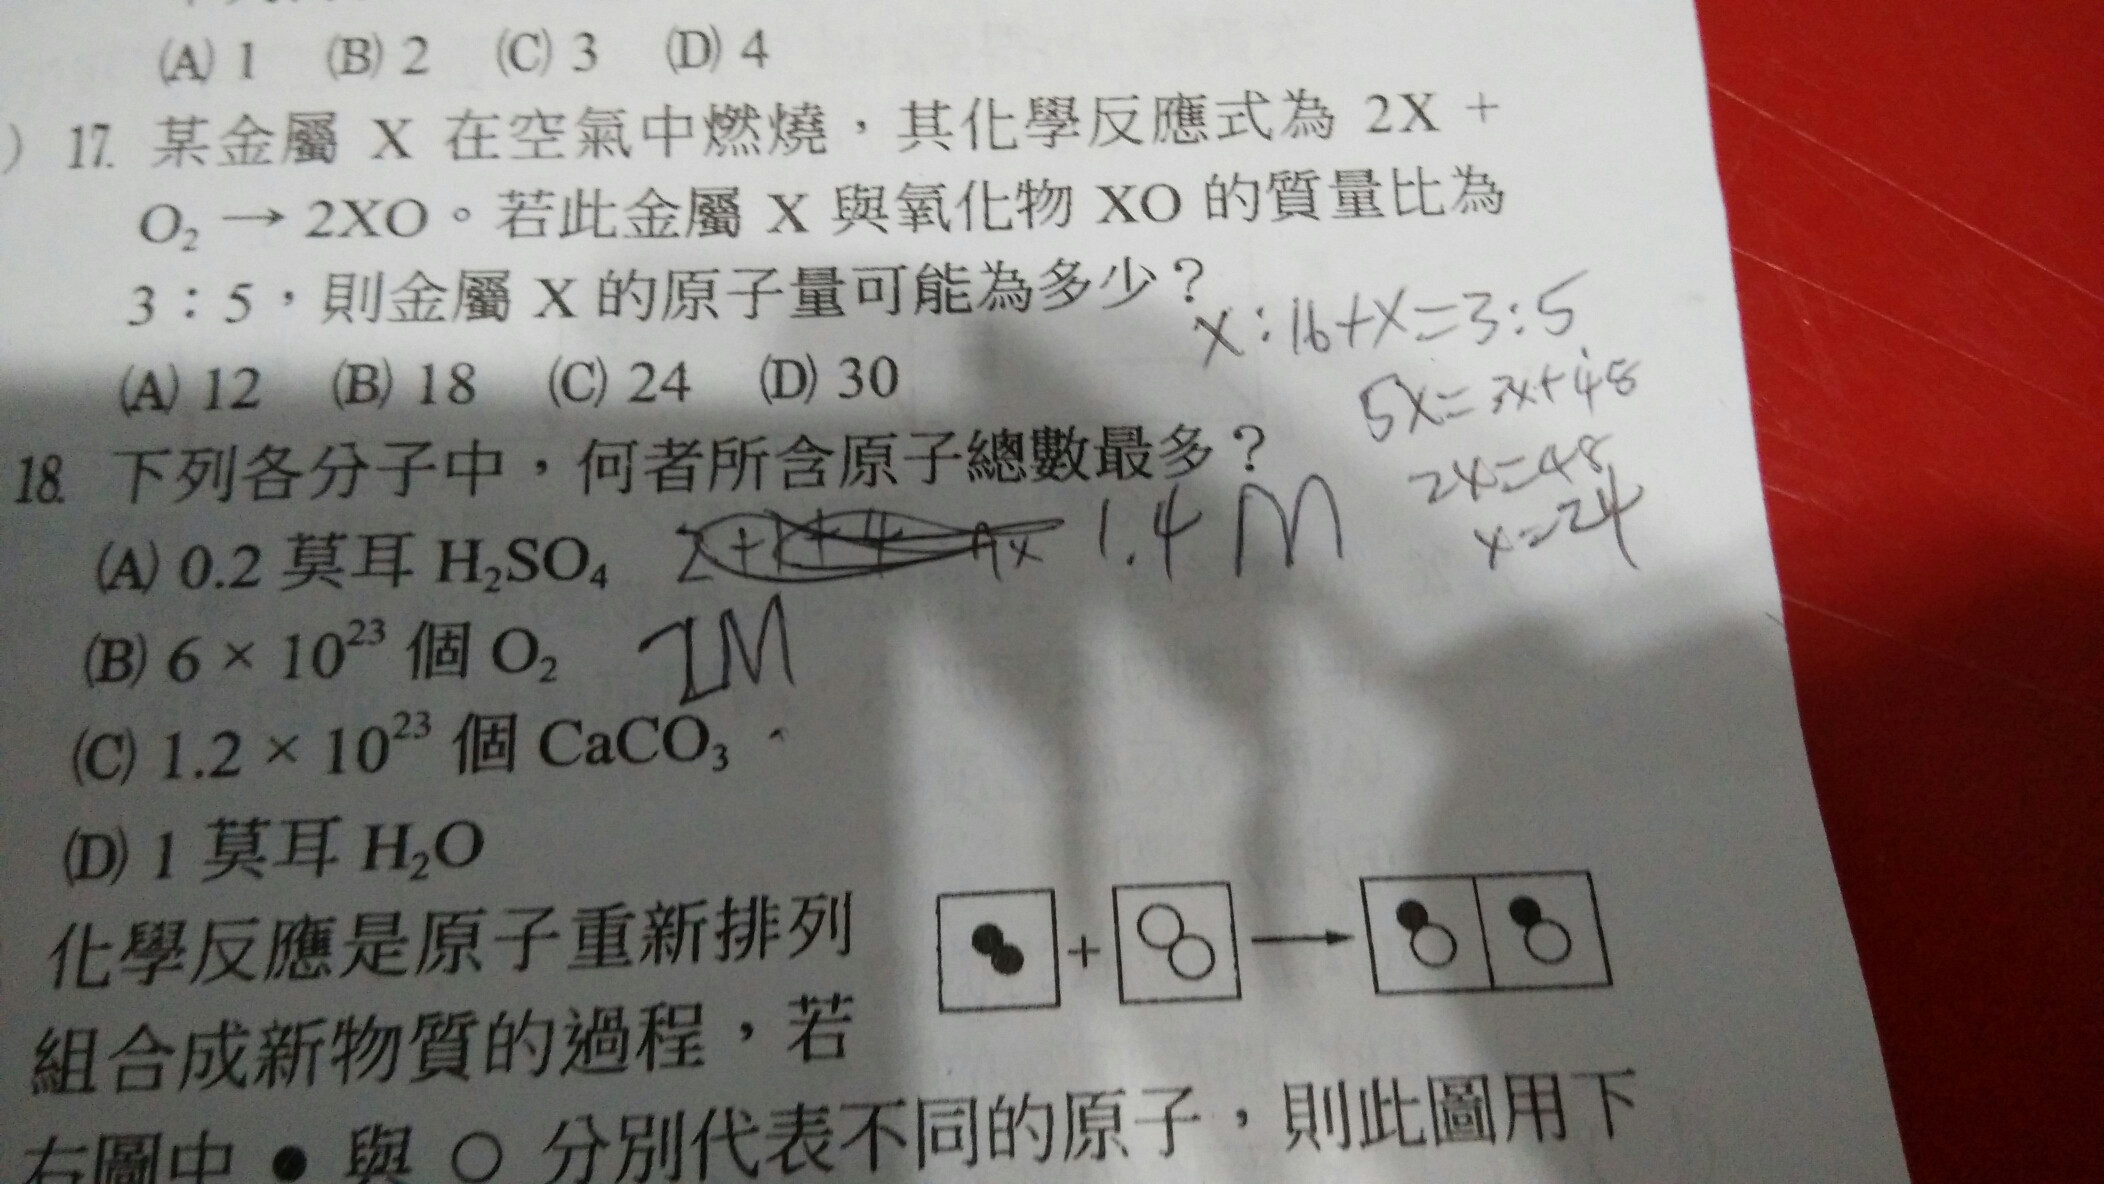 (A) 1 (B) 2 (C) 3 (D) 4
) 17. 某金屬 X 在空氣中燃燒，其化學反應式為 2X +
O₂ → 2XO。若此金屬 X 與氧化物 XO 的質量比為
3：5，則金屬 X 的原子量可能為多少？
x:16+x=3:5
(A) 12 (B) 18 (C) 24 (D) 30
5x=3x+48
2x=48
x=24
18. 下列各分子中，何者所含原子總數最多？
(A) 0.2 莫耳 H₂SO₄ 1.4 M
(B) 6 × 10²³ 個 O₂ 2M
(C) 1.2 × 10²³ 個 CaCO₃
(D) 1 莫耳 H₂O
化學反應是原子重新排列
+ →
組合成新物質的過程，若
右圖中 ● 與 ○ 分別代表不同的原子，則此圖用下